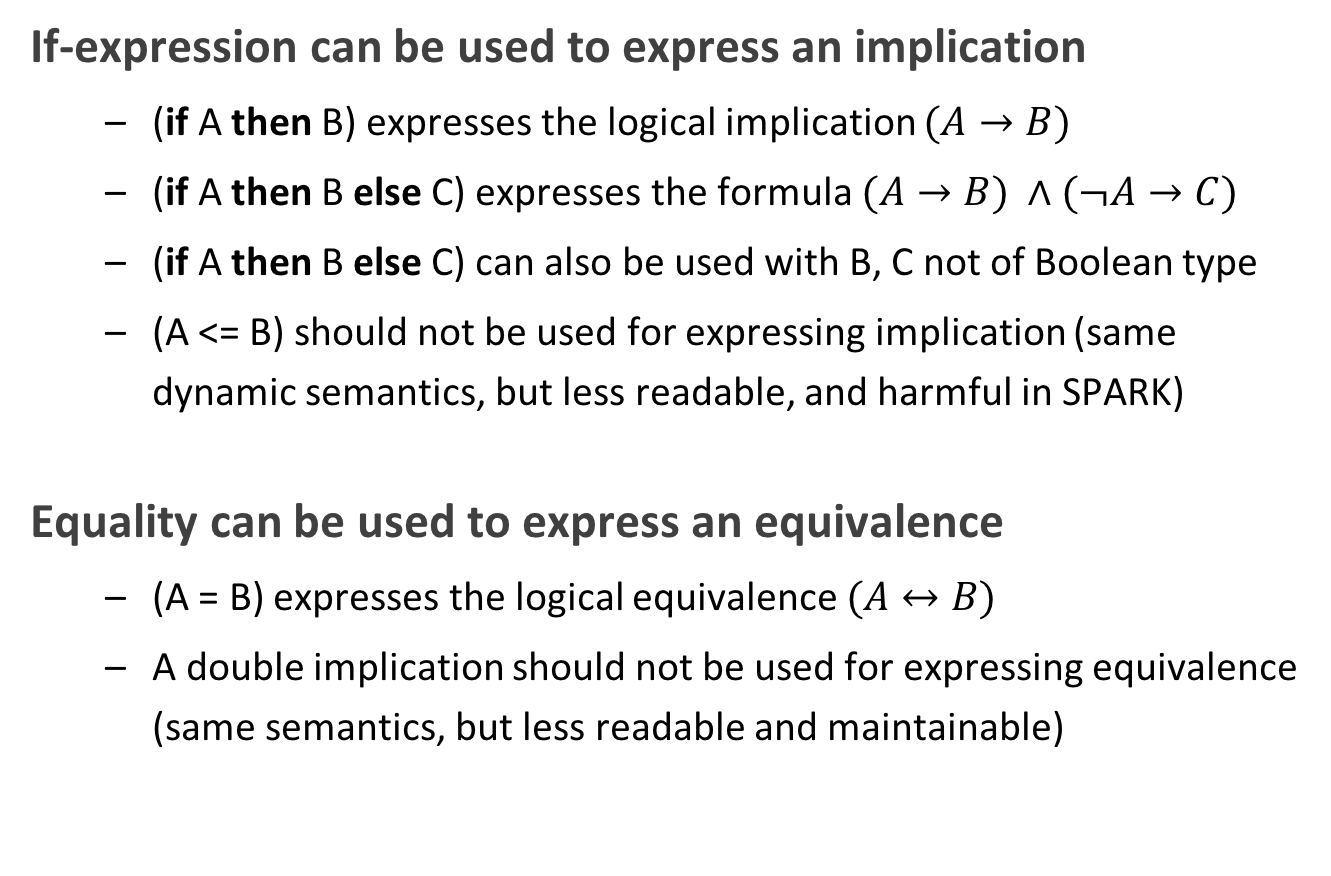 If-expression can be used to express an implication
– (if A then B) expresses the logical implication (𝐴 → 𝐵)
– (if A then B else C) expresses the formula (𝐴 → 𝐵) ∧ (¬𝐴 → 𝐶)
– (if A then B else C) can also be used with B, C not of Boolean type
– (A <= B) should not be used for expressing implication (same
dynamic semantics, but less readable, and harmful in SPARK)
Equality can be used to express an equivalence
– (A = B) expresses the logical equivalence (𝐴 ↔ 𝐵)
– A double implication should not be used for expressing equivalence
(same semantics, but less readable and maintainable)